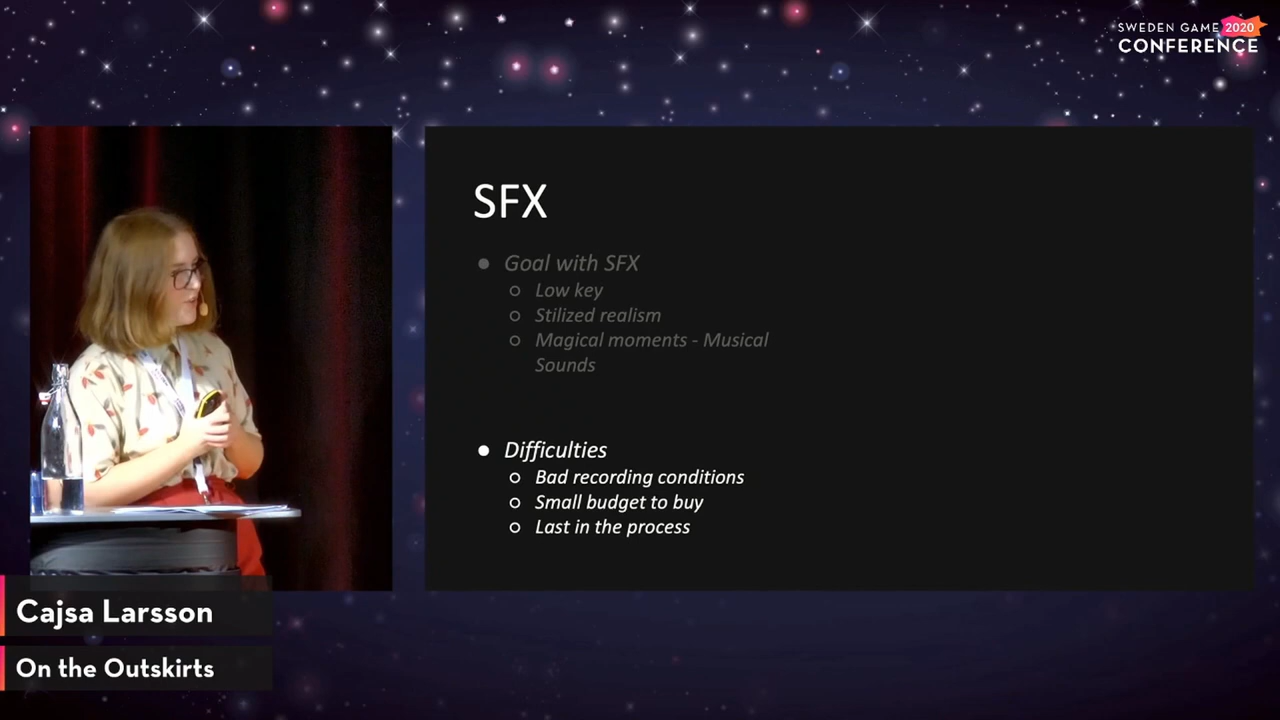 SWEDEN GAME 2020
CONFERENCE
SFX
Goal with SFX
Low key
Stilized realism
Magical moments - Musical
Sounds
Difficulties
Bad recording conditions
Small budget to buy
Last in the process
Cajsa Larsson
On the Outskirts